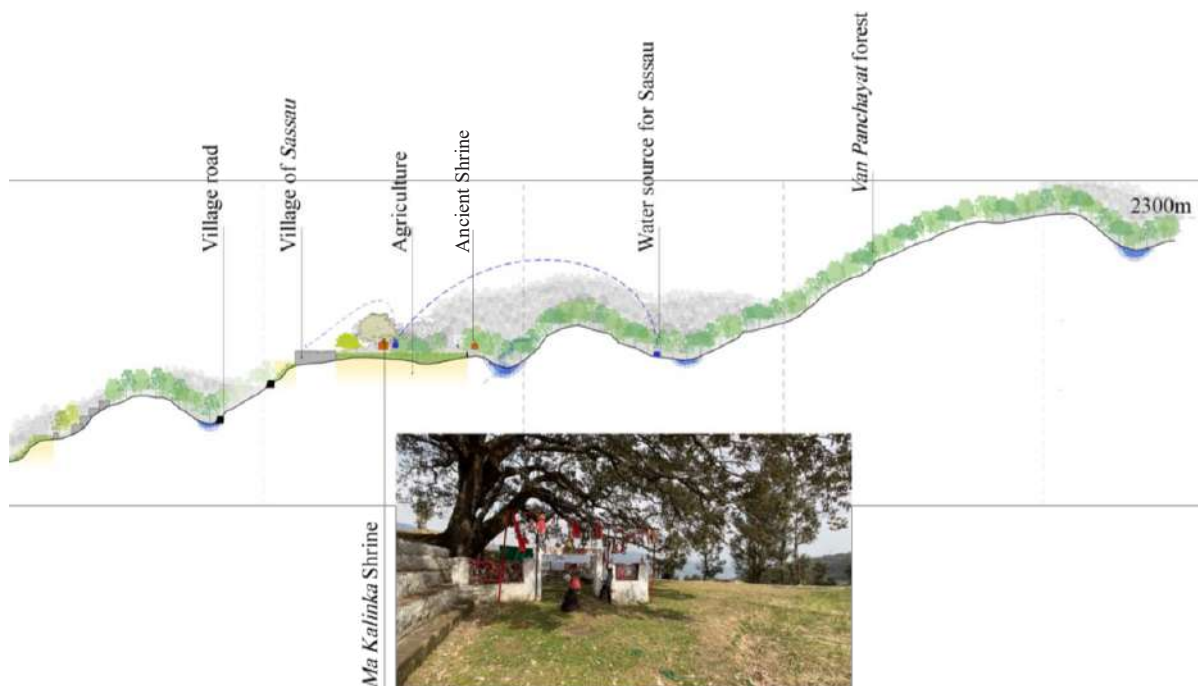 Village road
Village of Sassau
Agriculture
Ancient Shrine
Water source for Sassau
Van Panchayat forest
2300m
Ma Kalinka Shrine